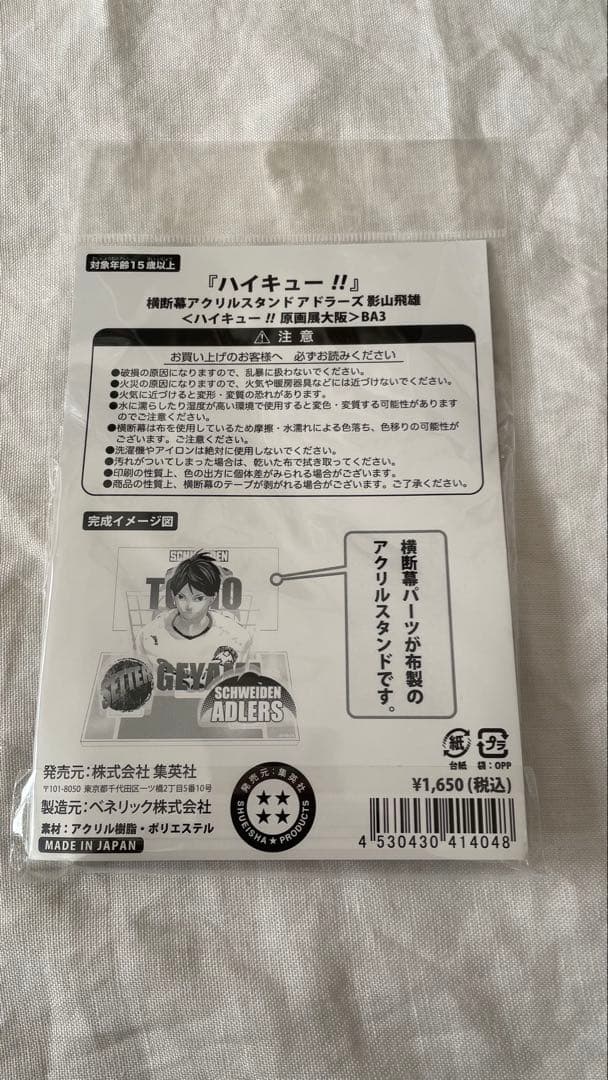 対象年齢15歳以上
『ハイキュー!!』
横断幕アクリルスタンド アドラーズ 影山飛雄
<ハイキュー!! 原画展大阪>BA3
注 意
お買い上げのお客様へ 必ずお読みください
●破損の原因になりますので、乱暴に扱わないでください。
●火災の原因になりますので、火気や暖房器具などには近づけないでください。
●火気に近づけると変形・変質の恐れがあります。
●水に濡らしたり湿度が高い環境で使用すると変色・変質する可能性があります
のでご注意ください。
●横断幕は布を使用しているため摩擦・水濡れによる色落ち、色移りの可能性が
ございます。ご注意ください。
●洗濯機やアイロンは絶対に使用しないでください。
●汚れがついてしまった場合は、乾いた布で拭き取ってください。
●印刷の性質上、色の出方に個体差がみられる場合がございます。
●商品の性質上、横断幕のテープが剥がれる場合がございます。ご了承ください。
完成イメージ図
SCHWEIDEN
GEYAMA
SETTER
SCHWEIDEN
ADLERS
横断幕パーツが布製の
アクリルスタンドです。
紙
台紙
プラ
袋:OPP
発売元:株式会社 集英社
〒101-8050 東京都千代田区一ツ橋2丁目5番10号
製造元:ベネリック株式会社
素材:アクリル樹脂・ポリエステル
MADE IN JAPAN
発売元:集英社
SHUEISHA★PRODUCTS
¥1,650(税込)
4 530430 414048